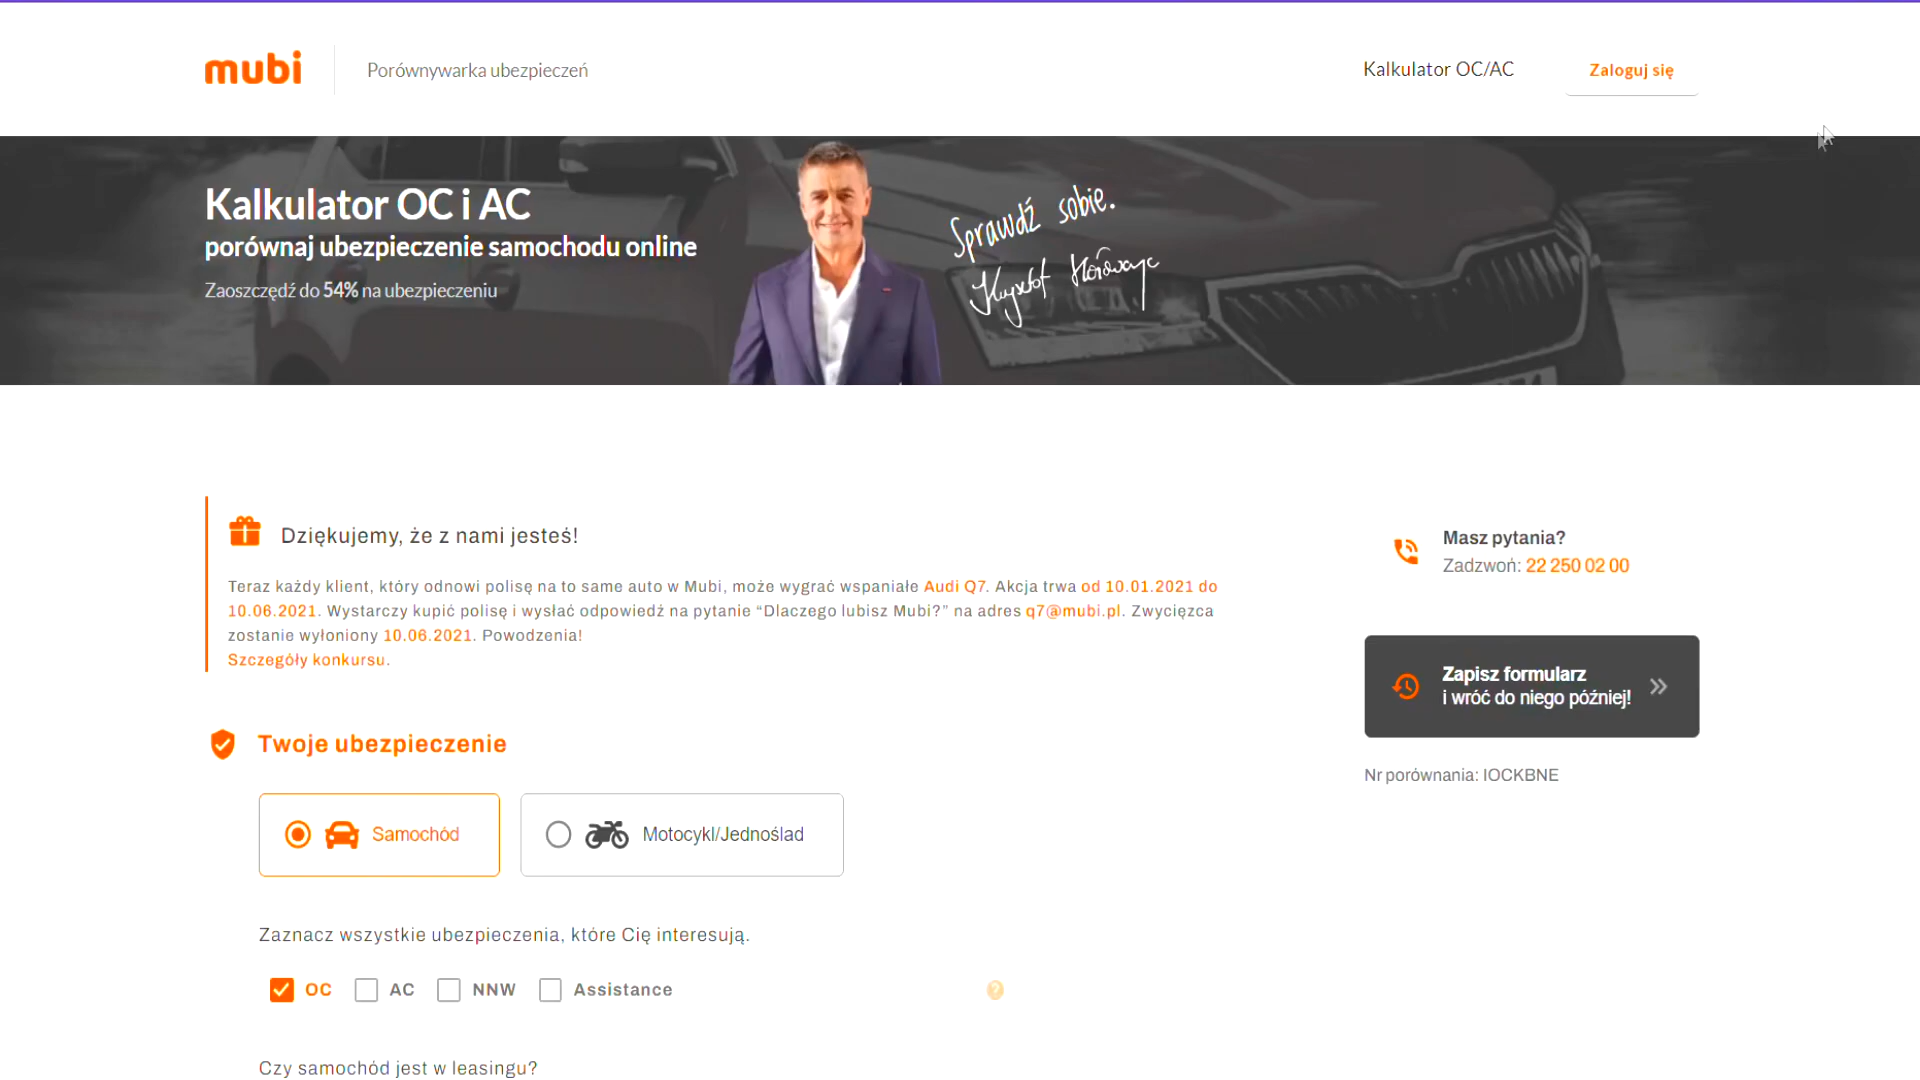 mubi
Porównywarka ubezpieczeń
Kalkulator OC/AC
Zaloguj się
Kalkulator OC i AC
porównaj ubezpieczenie samochodu online
Zaoszczędź do 54% na ubezpieczeniu
Sprawdź sobie.
Krzysztof Hołowczyc
Dziękujemy, że z nami jesteś!
Teraz każdy klient, który odnowi polisę na to same auto w Mubi, może wygrać wspaniałe Audi Q7. Akcja trwa od 10.01.2021 do
10.06.2021. Wystarczy kupić polisę i wysłać odpowiedź na pytanie “Dlaczego lubisz Mubi?” na adres q7@mubi.pl. Zwycięzca
zostanie wyłoniony 10.06.2021. Powodzenia!
Szczegóły konkursu.
Masz pytania?
Zadzwoń: 22 250 02 00
Zapisz formularz
i wróć do niego później!
Nr porównania: IOCKBNE
Twoje ubezpieczenie
Samochód
Motocykl/Jednoślad
Zaznacz wszystkie ubezpieczenia, które Cię interesują.
OC AC NNW Assistance
?
Czy samochód jest w leasingu?